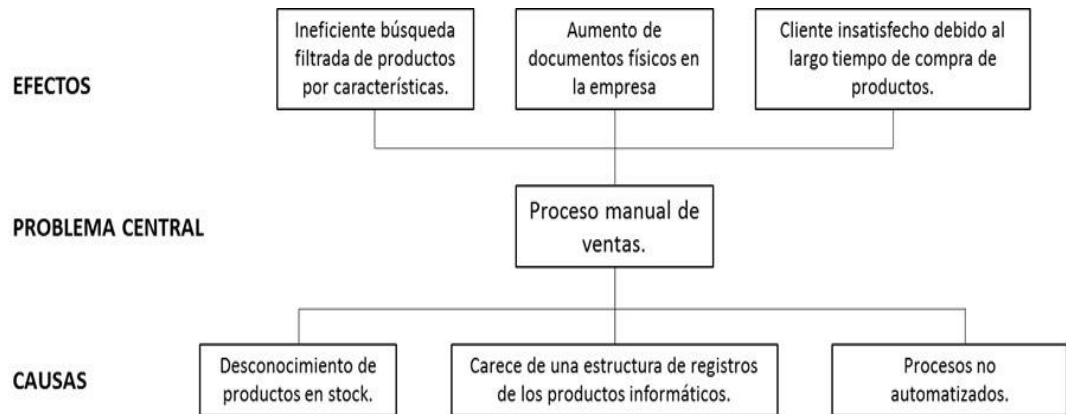 Ineficiente búsqueda
filtrada de productos
por características.
Aumento de
documentos físicos en
la empresa
Cliente insatisfecho debido al
largo tiempo de compra de
productos.
EFECTOS
PROBLEMA CENTRAL
Proceso manual de
ventas.
CAUSAS
Desconocimiento de
productos en stock.
Carece de una estructura de registros
de los productos informáticos.
Procesos no
automatizados.